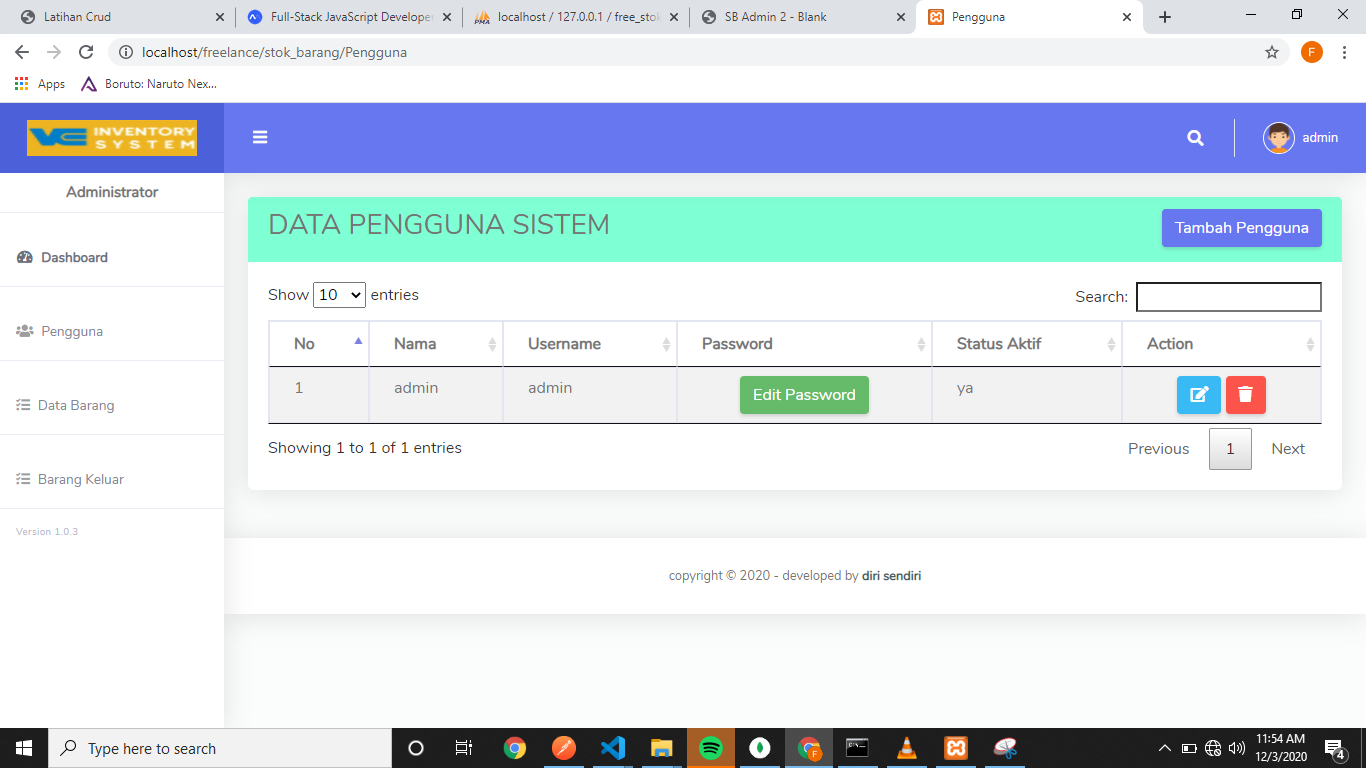 Latihan Crud
Full-Stack JavaScript Develope
localhost / 127.0.0.1 / free_stok
SB Admin 2 - Blank
Pengguna
localhost/freelance/stok_barang/Pengguna
F
Apps
Boruto: Naruto Nex...
INVENTORY
SYSTEM
admin
Administrator
Dashboard
Pengguna
Data Barang
Barang Keluar
Version 1.0.3
DATA PENGGUNA SISTEM
Tambah Pengguna
Show 10 entries
Search:
No Nama Username Password Status Aktif Action
1 admin admin Edit Password ya
Showing 1 to 1 of 1 entries
Previous 1 Next
copyright © 2020 - developed by diri sendiri
Type here to search
11:54 AM
12/3/2020
4